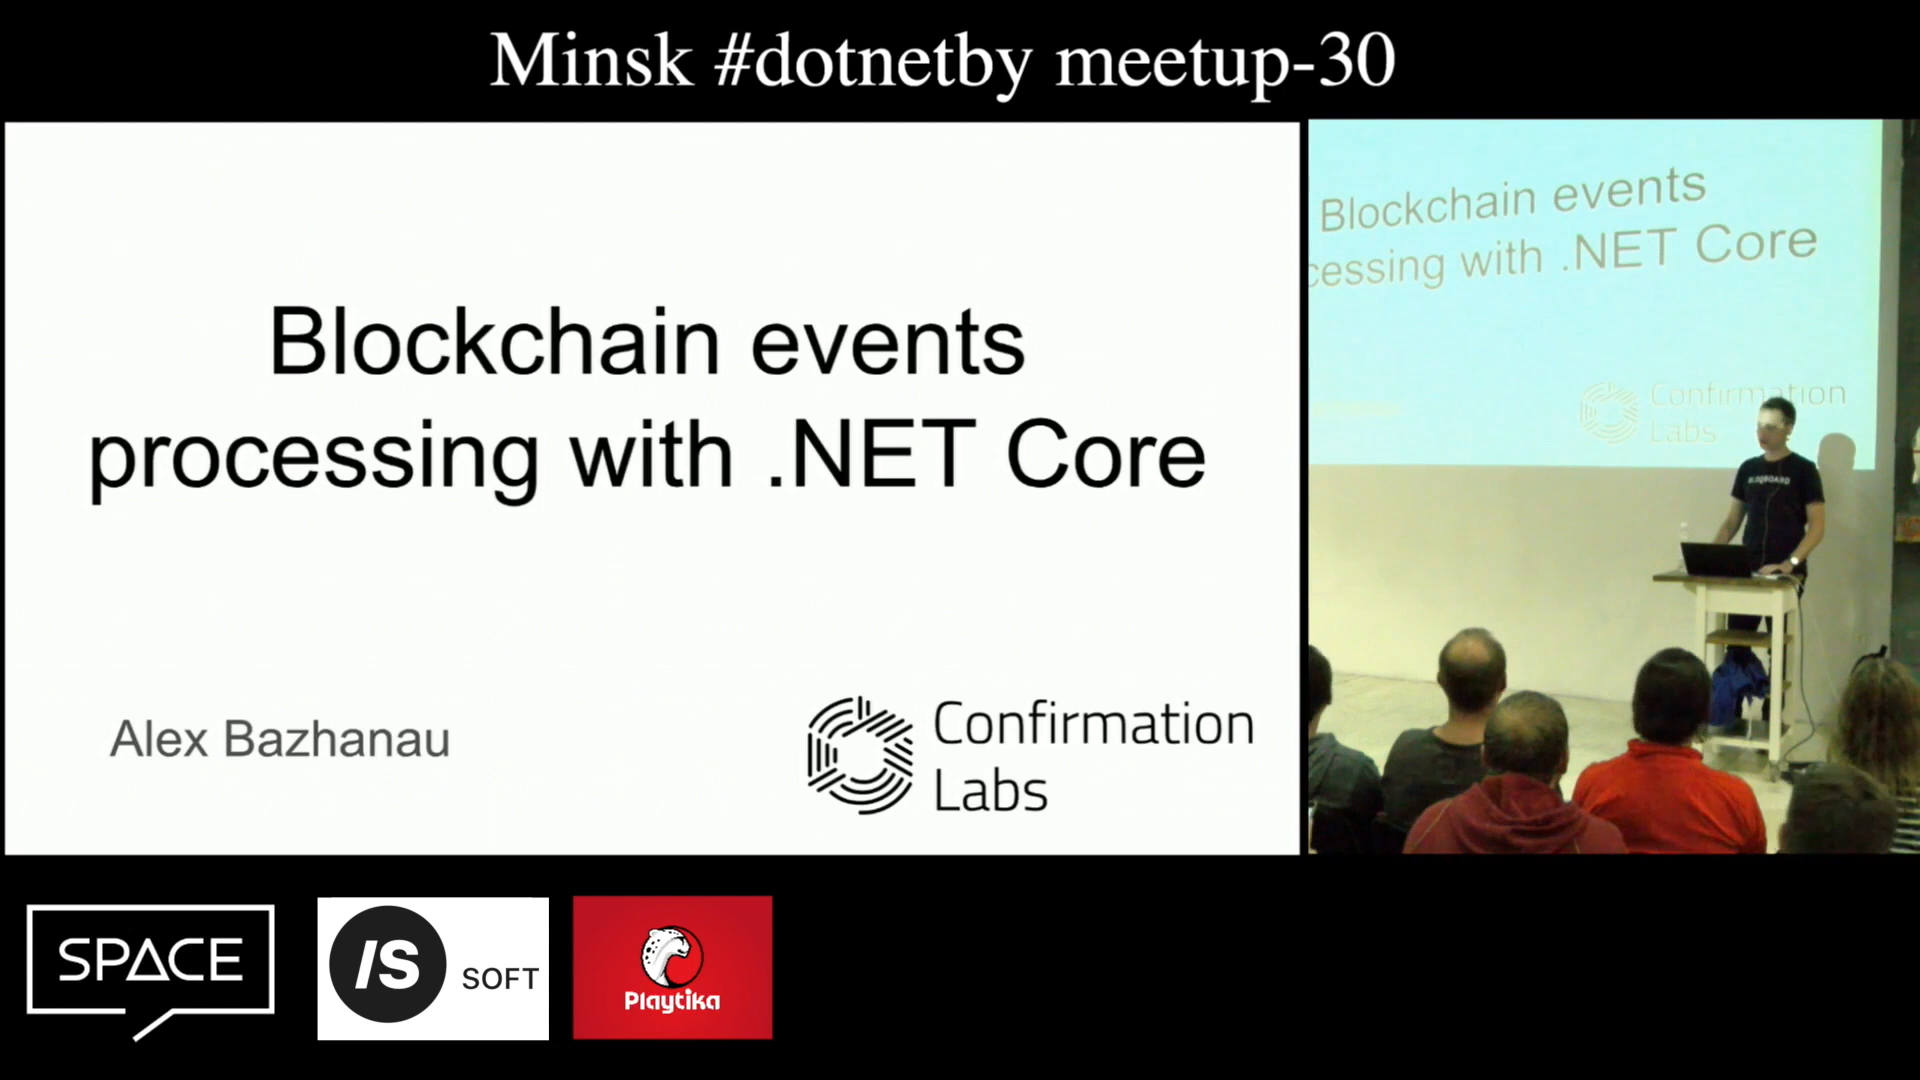 Minsk #dotnetby meetup-30
Blockchain events
processing with .NET Core
Alex Bazhanau
Confirmation
Labs
Blockchain events
cessing with .NET Core
Confirmation
Labs
BLOQBOARD
SPACE
/S SOFT
Playtika